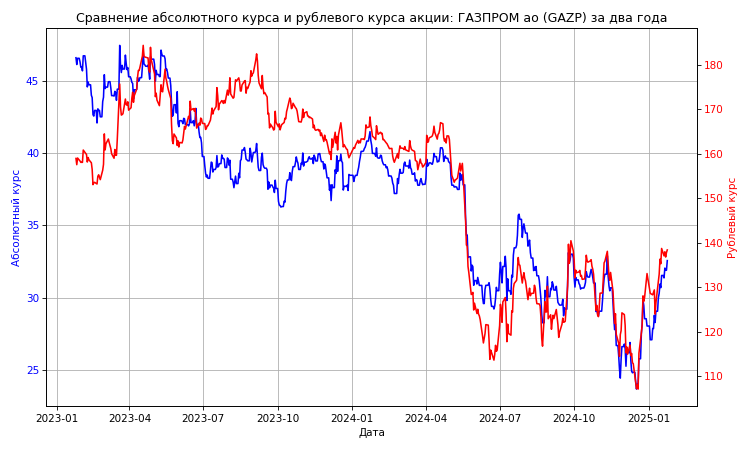 Сравнение абсолютного курса и рублевого курса акции: ГАЗПРОМ ао (GAZP) за два года
Абсолютный курс
45
40
35
30
25
180
170
160
150
140
130
120
110
Рублевый курс
2023-01 2023-04 2023-07 2023-10 2024-01 2024-04 2024-07 2024-10 2025-01
Дата